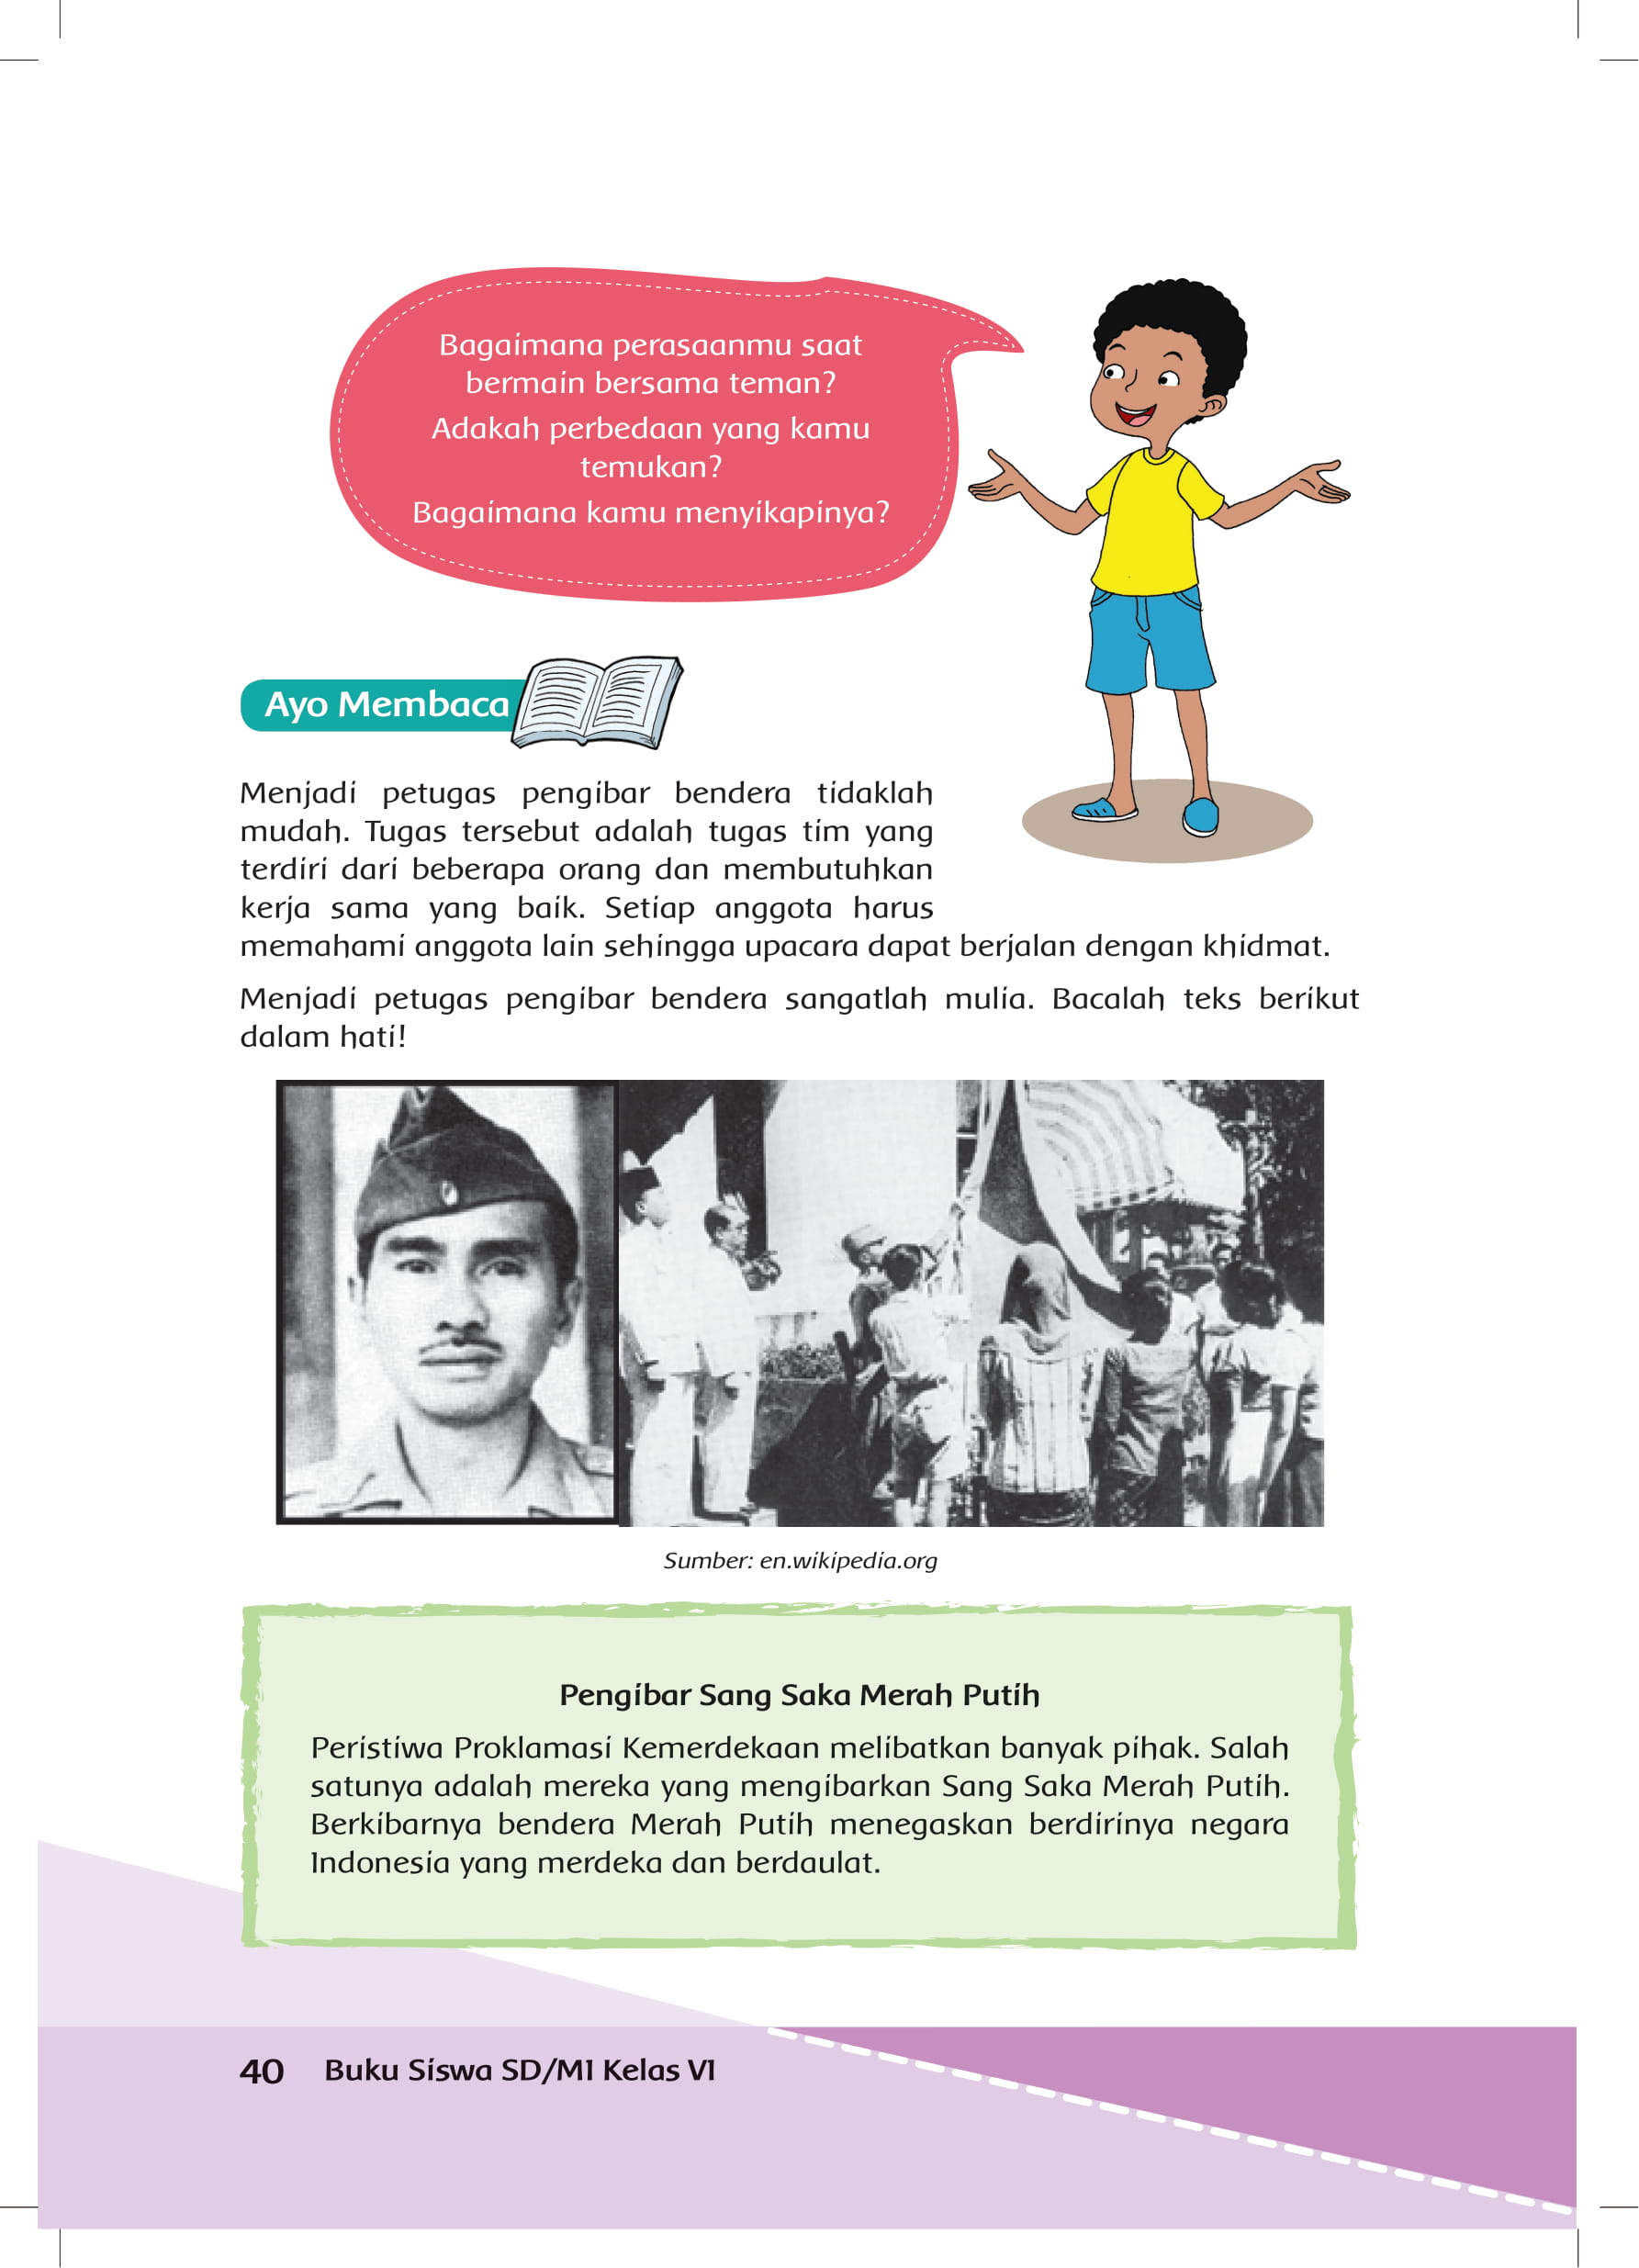 Bagaimana perasaanmu saat
bermain bersama teman?
Adakah perbedaan yang kamu
temukan?
Bagaimana kamu menyikapinya?
Ayo Membaca
Menjadi petugas pengibar bendera tidaklah
mudah. Tugas tersebut adalah tugas tim yang
terdiri dari beberapa orang dan membutuhkan
kerja sama yang baik. Setiap anggota harus
memahami anggota lain sehingga upacara dapat berjalan dengan khidmat.
Menjadi petugas pengibar bendera sangatlah mulia. Bacalah teks berikut
dalam hati!
Sumber: en.wikipedia.org
Pengibar Sang Saka Merah Putih
Peristiwa Proklamasi Kemerdekaan melibatkan banyak pihak. Salah
satunya adalah mereka yang mengibarkan Sang Saka Merah Putih.
Berkibarnya bendera Merah Putih menegaskan berdirinya negara
Indonesia yang merdeka dan berdaulat.
40 Buku Siswa SD/MI Kelas VI